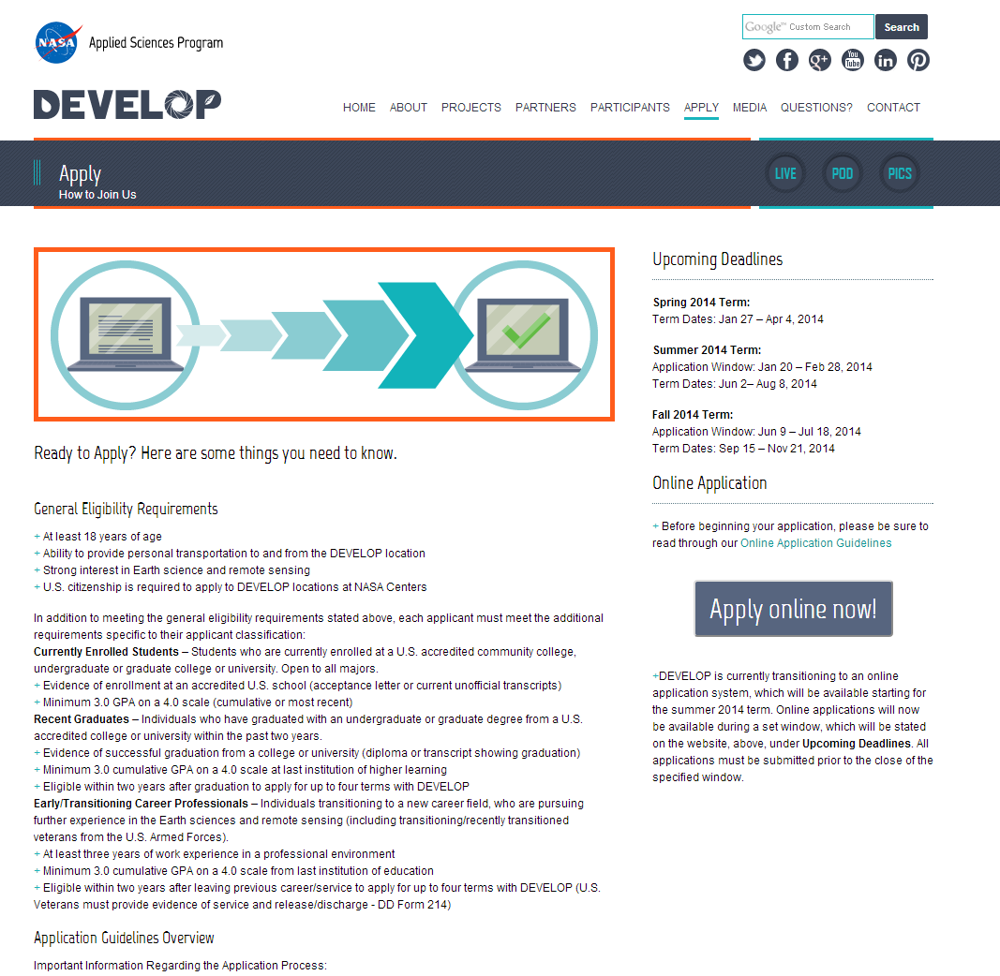 NASA
Applied Sciences Program
Google™ Custom Search
Search
You Tube
DEVELOP
HOME ABOUT PROJECTS PARTNERS PARTICIPANTS APPLY MEDIA QUESTIONS? CONTACT
Apply
How to Join Us
LIVE POD PICS
Ready to Apply? Here are some things you need to know.
General Eligibility Requirements
+ At least 18 years of age
+ Ability to provide personal transportation to and from the DEVELOP location
+ Strong interest in Earth science and remote sensing
+ U.S. citizenship is required to apply to DEVELOP locations at NASA Centers
In addition to meeting the general eligibility requirements stated above, each applicant must meet the additional
requirements specific to their applicant classification:
Currently Enrolled Students – Students who are currently enrolled at a U.S. accredited community college,
undergraduate or graduate college or university. Open to all majors.
+ Evidence of enrollment at an accredited U.S. school (acceptance letter or current unofficial transcripts)
+ Minimum 3.0 GPA on a 4.0 scale (cumulative or most recent)
Recent Graduates – Individuals who have graduated with an undergraduate or graduate degree from a U.S.
accredited college or university within the past two years.
+ Evidence of successful graduation from a college or university (diploma or transcript showing graduation)
+ Minimum 3.0 cumulative GPA on a 4.0 scale at last institution of higher learning
+ Eligible within two years after graduation to apply for up to four terms with DEVELOP
Early/Transitioning Career Professionals – Individuals transitioning to a new career field, who are pursuing
further experience in the Earth sciences and remote sensing (including transitioning/recently transitioned
veterans from the U.S. Armed Forces).
+ At least three years of work experience in a professional environment
+ Minimum 3.0 cumulative GPA on a 4.0 scale from last institution of education
+ Eligible within two years after leaving previous career/service to apply for up to four terms with DEVELOP (U.S.
Veterans must provide evidence of service and release/discharge - DD Form 214)
Application Guidelines Overview
Important Information Regarding the Application Process:
Upcoming Deadlines
Spring 2014 Term:
Term Dates: Jan 27 – Apr 4, 2014
Summer 2014 Term:
Application Window: Jan 20 – Feb 28, 2014
Term Dates: Jun 2– Aug 8, 2014
Fall 2014 Term:
Application Window: Jun 9 – Jul 18, 2014
Term Dates: Sep 15 – Nov 21, 2014
Online Application
+ Before beginning your application, please be sure to
read through our Online Application Guidelines
Apply online now!
+DEVELOP is currently transitioning to an online
application system, which will be available starting for
the summer 2014 term. Online applications will now
be available during a set window, which will be stated
on the website, above, under Upcoming Deadlines. All
applications must be submitted prior to the close of the
specified window.